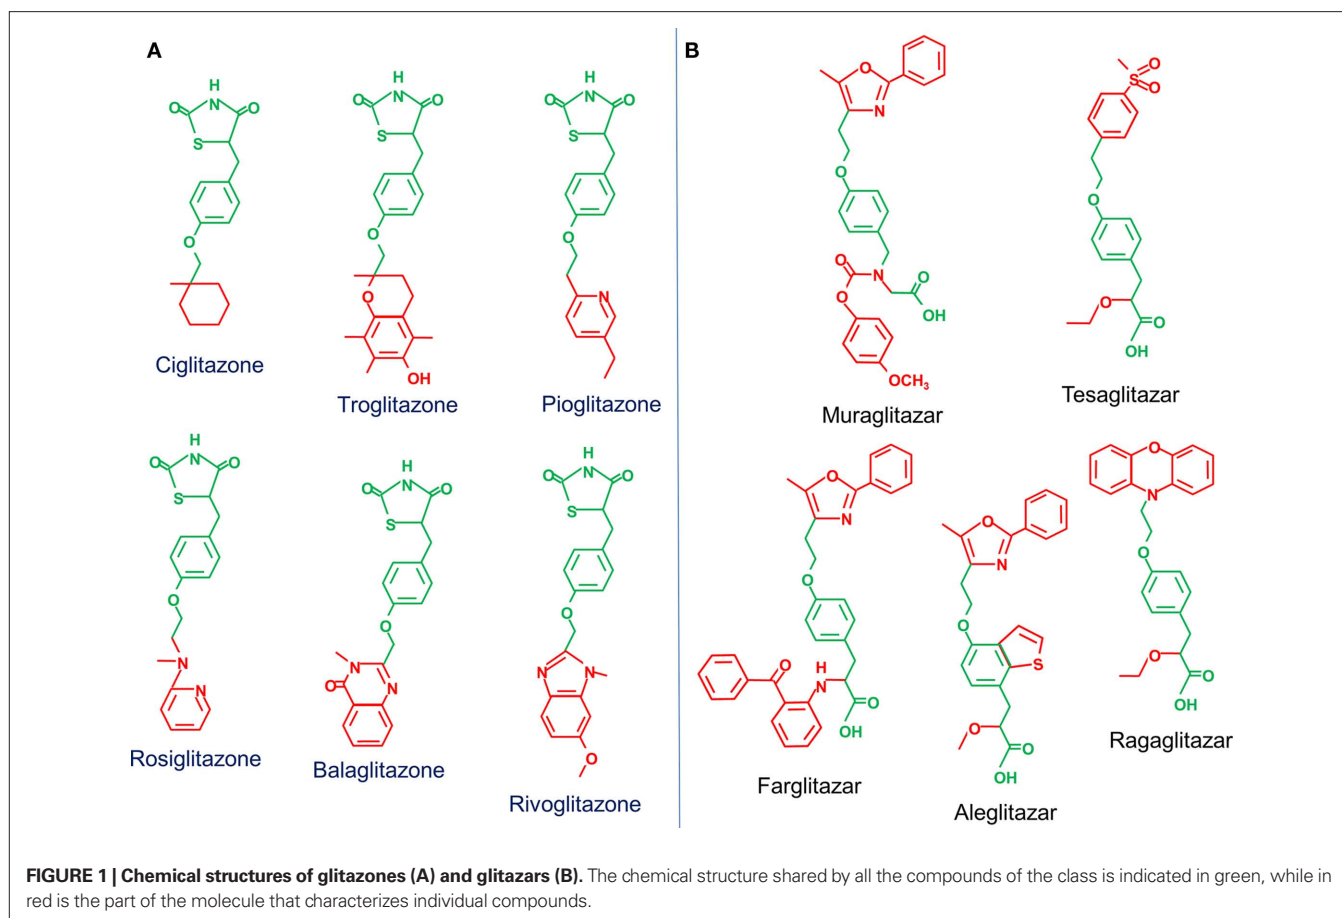 A
B
H
O
N
O
S
O
Ciglitazone
H
O
N
O
S
O
O
OH
Troglitazone
H
O
N
O
S
O
N
Pioglitazone
O
N
O
O
N
O
O
OH
OCH₃
Muraglitazar
S
O
O
O
O
O
OH
Tesaglitazar
H
O
N
O
S
O
N
N
Rosiglitazone
H
O
N
O
S
O
N
O
N
Balaglitazone
H
O
N
O
S
O
N
N
O
Rivoglitazone
O
N
O
O
H
N
O
OH
Farglitazar
O
N
O
S
O
O
OH
Aleglitazar
O
N
O
O
O
OH
Ragaglitazar
FIGURE 1 | Chemical structures of glitazones (A) and glitazars (B). The chemical structure shared by all the compounds of the class is indicated in green, while in
red is the part of the molecule that characterizes individual compounds.